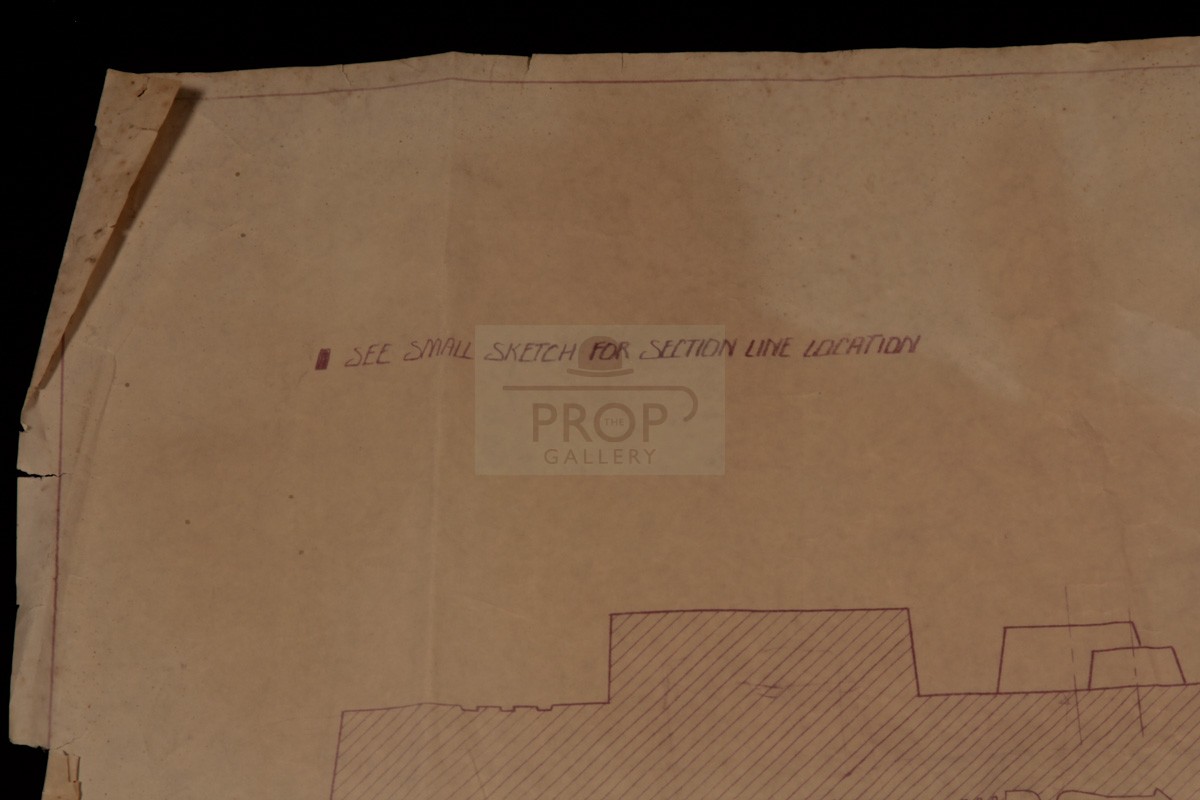 SEE SMALL SKETCH FOR SECTION LINE LOCATION
THE
PROP
GALLERY